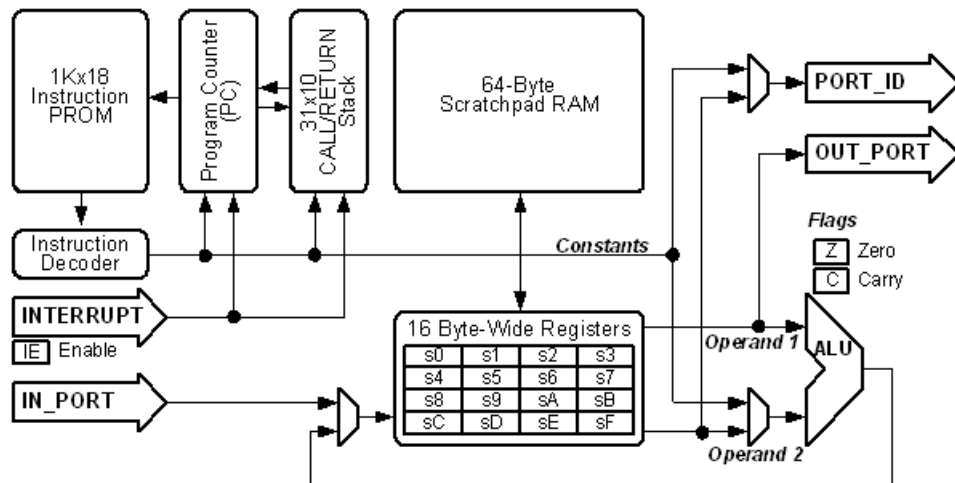 1Kx18
Instruction
PROM
Program Counter
(PC)
31x10
CALL/RETURN
Stack
64-Byte
Scratchpad RAM
PORT_ID
OUT_PORT
Instruction
Decoder
Constants
Flags
Z Zero
C Carry
INTERRUPT
IE Enable
16 Byte-Wide Registers
s0 s1 s2 s3
s4 s5 s6 s7
s8 s9 sA sB
sC sD sE sF
Operand 1
ALU
IN_PORT
Operand 2